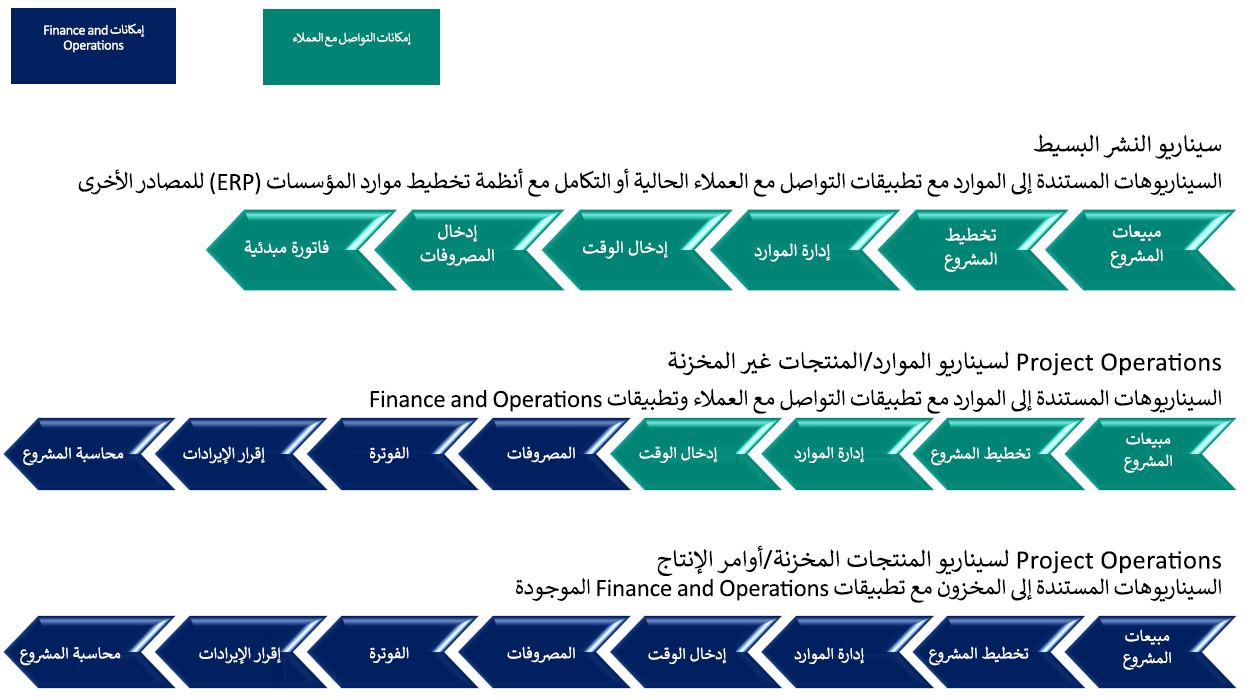 إمكانات التواصل مع العملاء
إمكانات Finance and
Operations
سيناريو النشر البسيط
السيناريوهات المستندة إلى الموارد مع تطبيقات التواصل مع العملاء الحالية أو التكامل مع أنظمة تخطيط موارد المؤسسات (ERP) للمصادر الأخرى
مبيعات
المشروع
تخطيط
المشروع
إدارة الموارد
إدخال الوقت
إدخال
المصروفات
فاتورة مبدئية
Project Operations لسيناريو الموارد/المنتجات غير المخزنة
السيناريوهات المستندة إلى الموارد مع تطبيقات التواصل مع العملاء وتطبيقات Finance and Operations
مبيعات
المشروع
تخطيط المشروع
إدارة الموارد
إدخال الوقت
المصروفات
الفوترة
إقرار الإيرادات
محاسبة المشروع
Project Operations لسيناريو المنتجات المخزنة/أوامر الإنتاج
السيناريوهات المستندة إلى المخزون مع تطبيقات Finance and Operations الموجودة
مبيعات
المشروع
تخطيط المشروع
إدارة الموارد
إدخال الوقت
المصروفات
الفوترة
إقرار الإيرادات
محاسبة المشروع